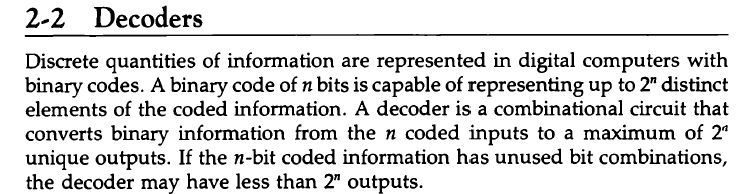 2-2 Decoders
Discrete quantities of information are represented in digital computers with
binary codes. A binary code of n bits is capable of representing up to 2ⁿ distinct
elements of the coded information. A decoder is a combinational circuit that
converts binary information from the n coded inputs to a maximum of 2ⁿ
unique outputs. If the n-bit coded information has unused bit combinations,
the decoder may have less than 2ⁿ outputs.